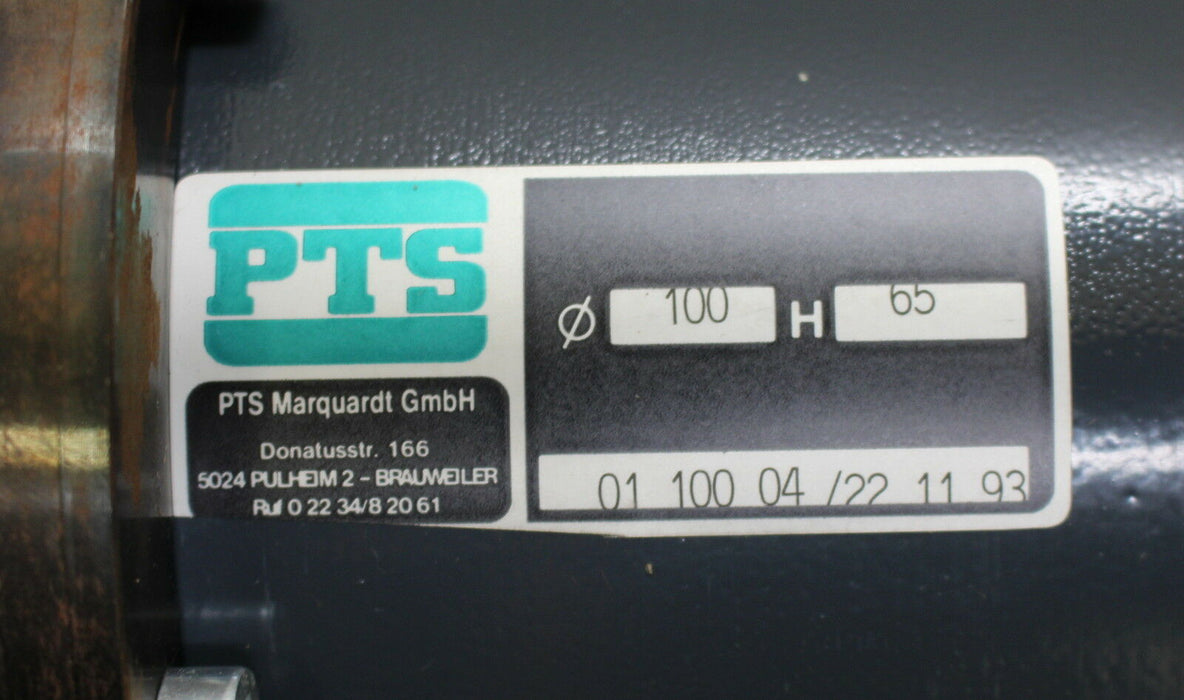 PTS
PTS Marquardt GmbH
Donatusstr. 166
5024 PULHEIM 2 - BRAUWEILER
Ruf 0 22 34/8 20 61
Ø 100 H 65
01 100 04 /22 11 93